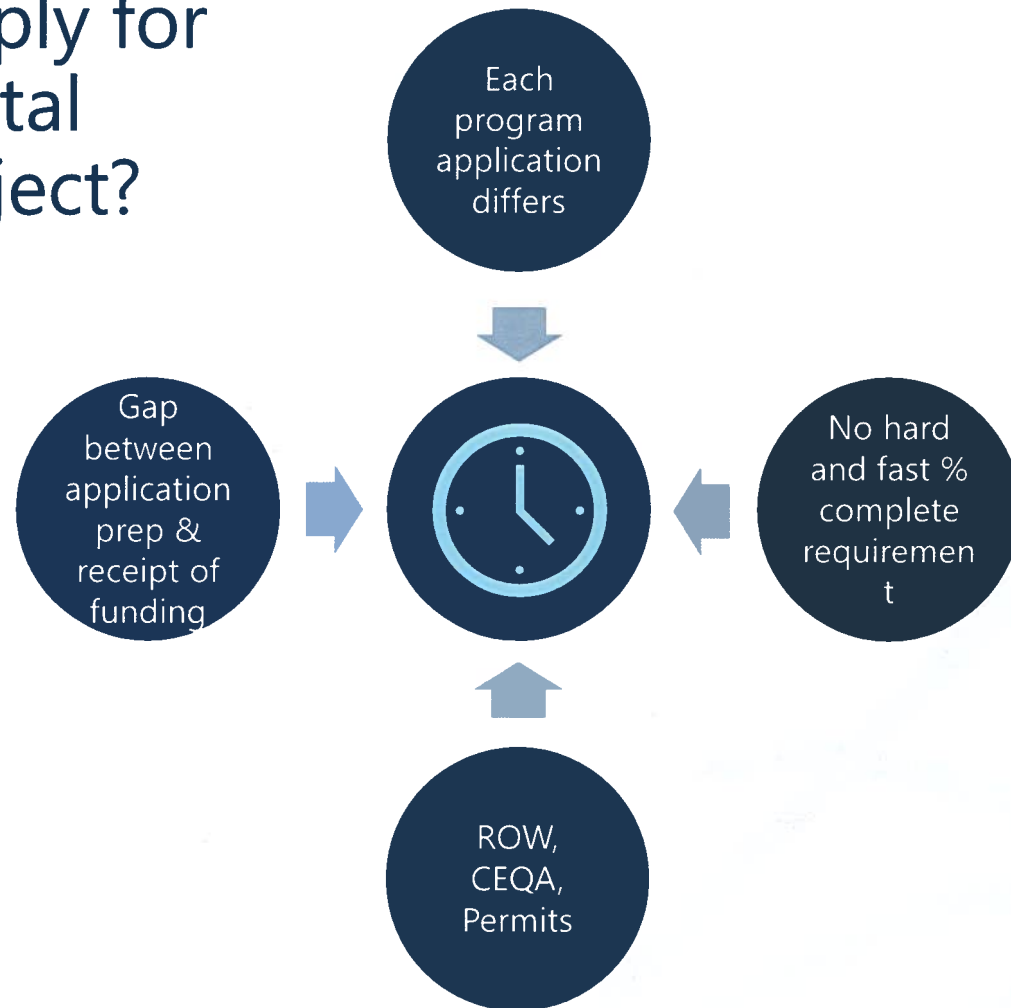 ply for
tal
ject?
Each
program
application
differs
Gap
between
application
prep &
receipt of
funding
No hard
and fast %
complete
requiremen
t
ROW,
CEQA,
Permits